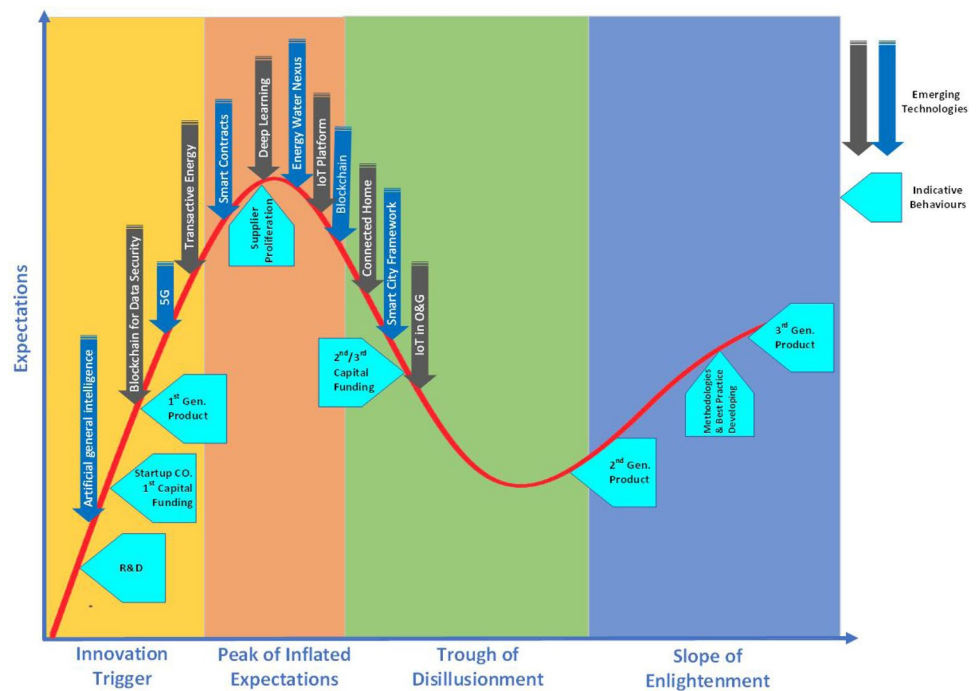 Expectations
Artificial general intelligence
Blockchain for Data Security
5G
Transactive Energy
Smart Contracts
Deep Learning
Energy Water Nexus
IoT Platform
Blockchain
Connected Home
Smart City Framework
IoT in O&G
Supplier
Proliferation
1st Gen.
Product
Startup CO.
1st Capital
Funding
R&D
2nd/3rd
Capital
Funding
2nd Gen.
Product
Methodologies
& Best Practice
Developing
3rd Gen.
Product
Emerging
Technologies
Indicative
Behaviours
Innovation
Trigger
Peak of Inflated
Expectations
Trough of
Disillusionment
Slope of
Enlightenment